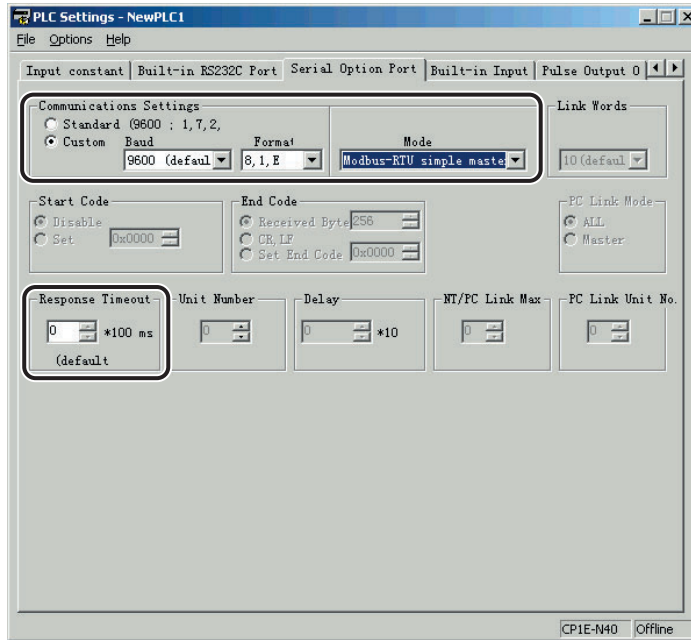 PLC Settings - NewPLC1
File Options Help
Input constant Built-in RS232C Port Serial Option Port Built-in Input Pulse Output 0
Communications Settings
Link Words
Standard (9600 ; 1,7,2,
Custom Baud Format Mode
9600 (defaul 8,1,E Modbus-RTU simple maste 10 (defaul
Start Code End Code PC Link Mode
Disable Received Byte 256 ALL
Set 0x0000 CR,LF Master
Set End Code 0x0000
Response Timeout Unit Number Delay NT/PC Link Max PC Link Unit No.
0 *100 ms 0 0 *10 0 0
(default
CP1E-N40 Offline